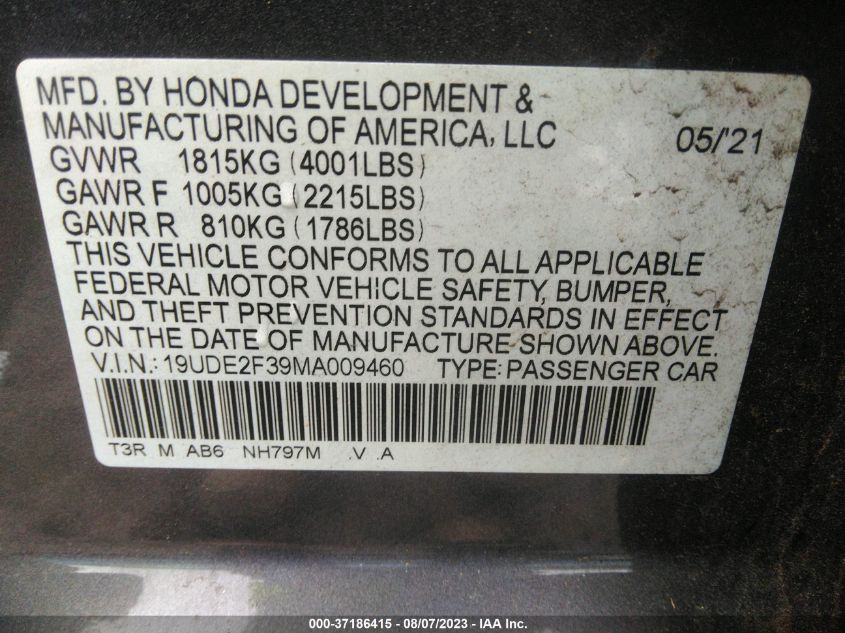 MFD. BY HONDA DEVELOPMENT &
MANUFACTURING OF AMERICA, LLC 05/'21
GVWR 1815KG (4001LBS)
GAWR F 1005KG (2215LBS)
GAWR R 810KG (1786LBS)
THIS VEHICLE CONFORMS TO ALL APPLICABLE
FEDERAL MOTOR VEHICLE SAFETY, BUMPER,
AND THEFT PREVENTION STANDARDS IN EFFECT
ON THE DATE OF MANUFACTURE SHOWN ABOVE.
V.I.N.: 19UDE2F39MA009460 TYPE: PASSENGER CAR
T3R M AB6 NH797M .V .A
000-37186415 - 08/07/2023 - IAA Inc.